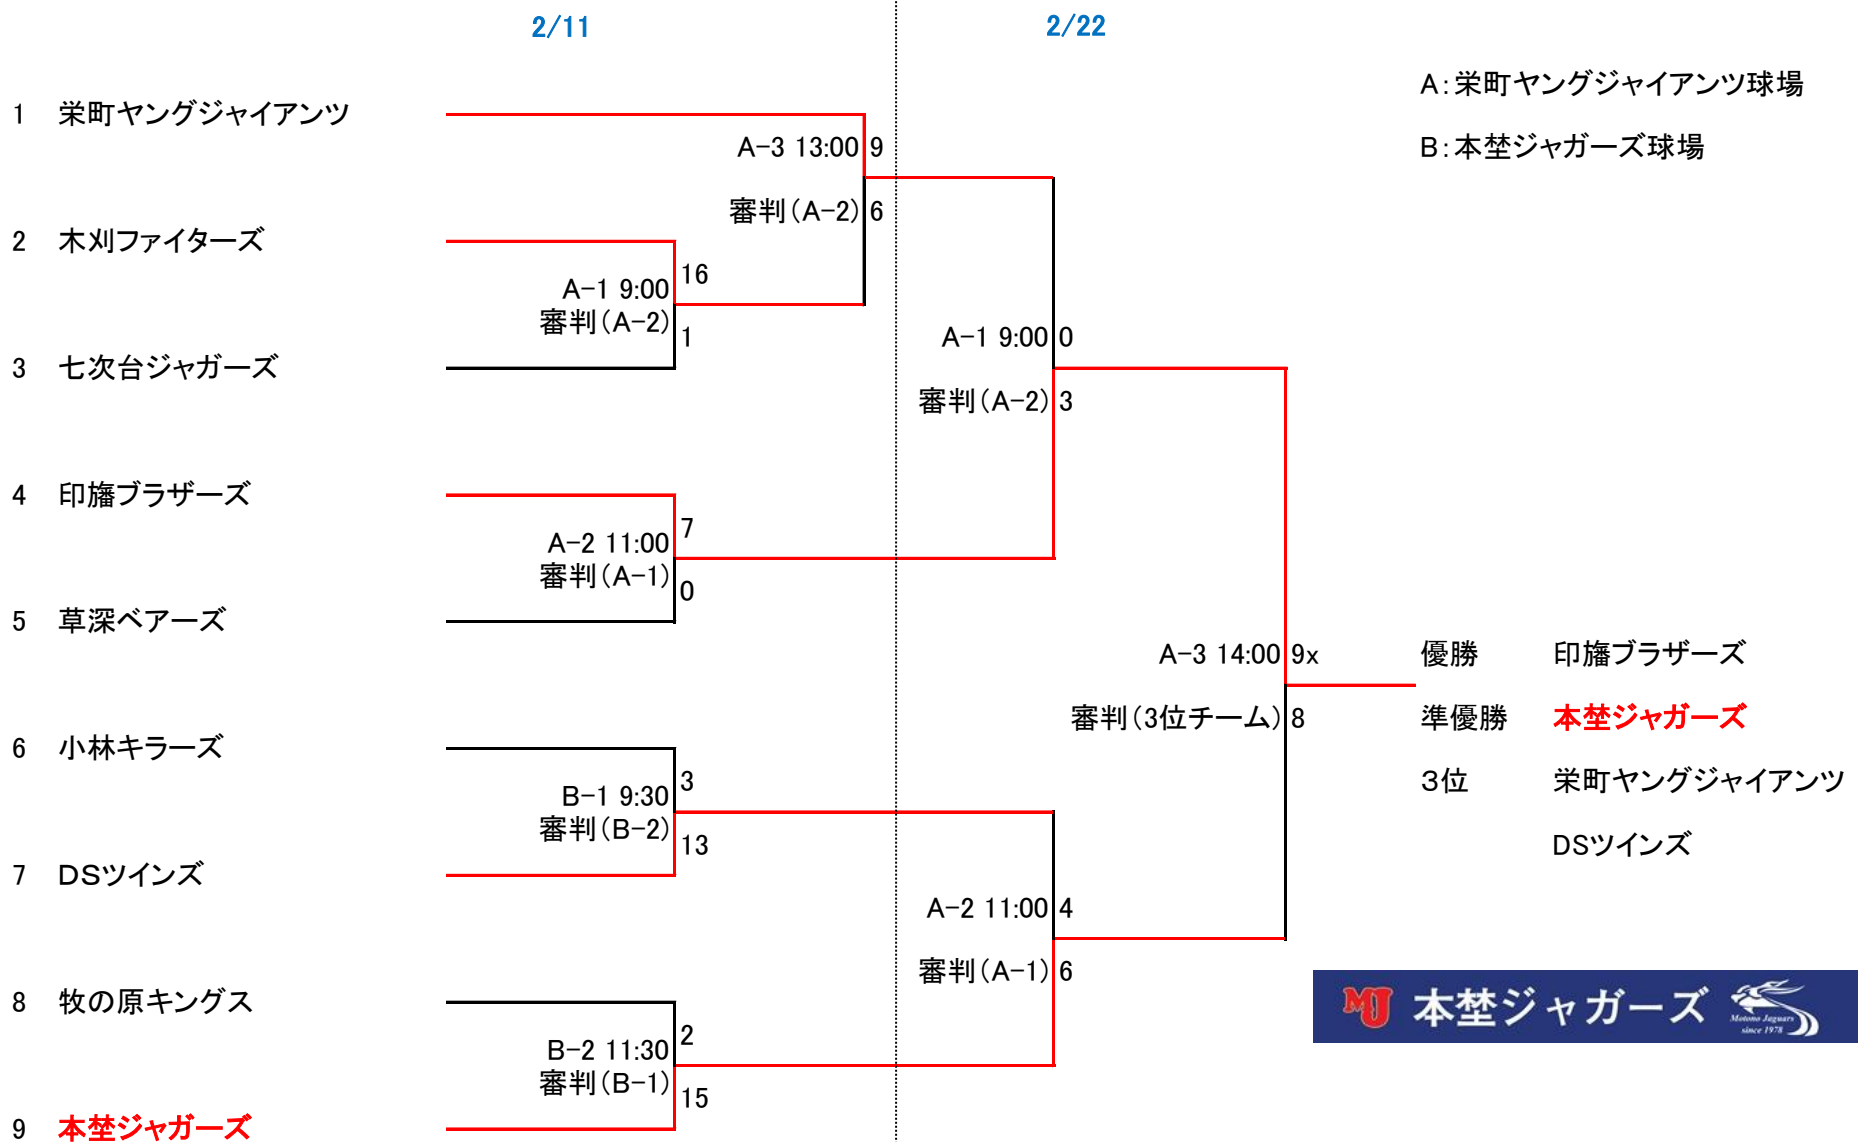 2/11
2/22
A:栄町ヤングジャイアンツ球場
1 栄町ヤングジャイアンツ
A-3 13:00 9
B:本埜ジャガーズ球場
審判(A-2) 6
2 木刈ファイターズ
16
A-1 9:00
審判(A-2)
1
A-1 9:00 0
3 七次台ジャガーズ
審判(A-2) 3
4 印旛ブラザーズ
7
A-2 11:00
審判(A-1)
0
5 草深ベアーズ
A-3 14:00 9x
優勝 印旛ブラザーズ
審判(3位チーム) 8
準優勝 本埜ジャガーズ
6 小林キラーズ
3位 栄町ヤングジャイアンツ
3
B-1 9:30
審判(B-2)
13
DSツインズ
7 DSツインズ
A-2 11:00 4
審判(A-1) 6
8 牧の原キングス
MJ 本埜ジャガーズ
Motono Jaguars
since 1978
2
B-2 11:30
審判(B-1)
15
9 本埜ジャガーズ